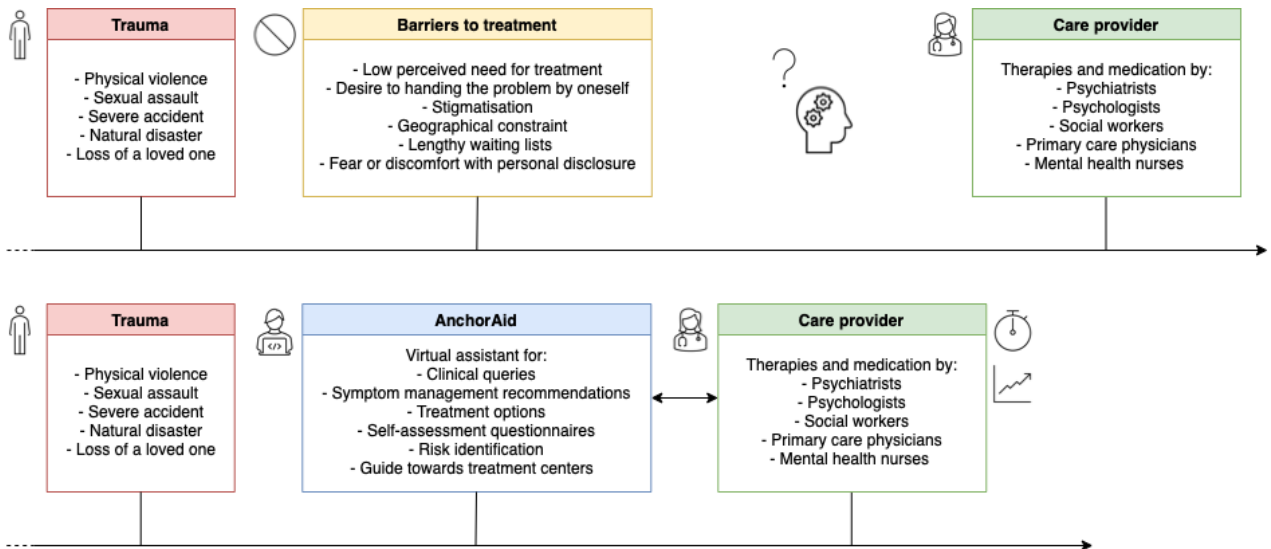 Trauma
- Physical violence
- Sexual assault
- Severe accident
- Natural disaster
- Loss of a loved one
Barriers to treatment
- Low perceived need for treatment
- Desire to handing the problem by oneself
- Stigmatisation
- Geographical constraint
- Lengthy waiting lists
- Fear or discomfort with personal disclosure
?
Care provider
Therapies and medication by:
- Psychiatrists
- Psychologists
- Social workers
- Primary care physicians
- Mental health nurses
Trauma
- Physical violence
- Sexual assault
- Severe accident
- Natural disaster
- Loss of a loved one
</>
AnchorAid
Virtual assistant for:
- Clinical queries
- Symptom management recommendations
- Treatment options
- Self-assessment questionnaires
- Risk identification
- Guide towards treatment centers
Care provider
Therapies and medication by:
- Psychiatrists
- Psychologists
- Social workers
- Primary care physicians
- Mental health nurses